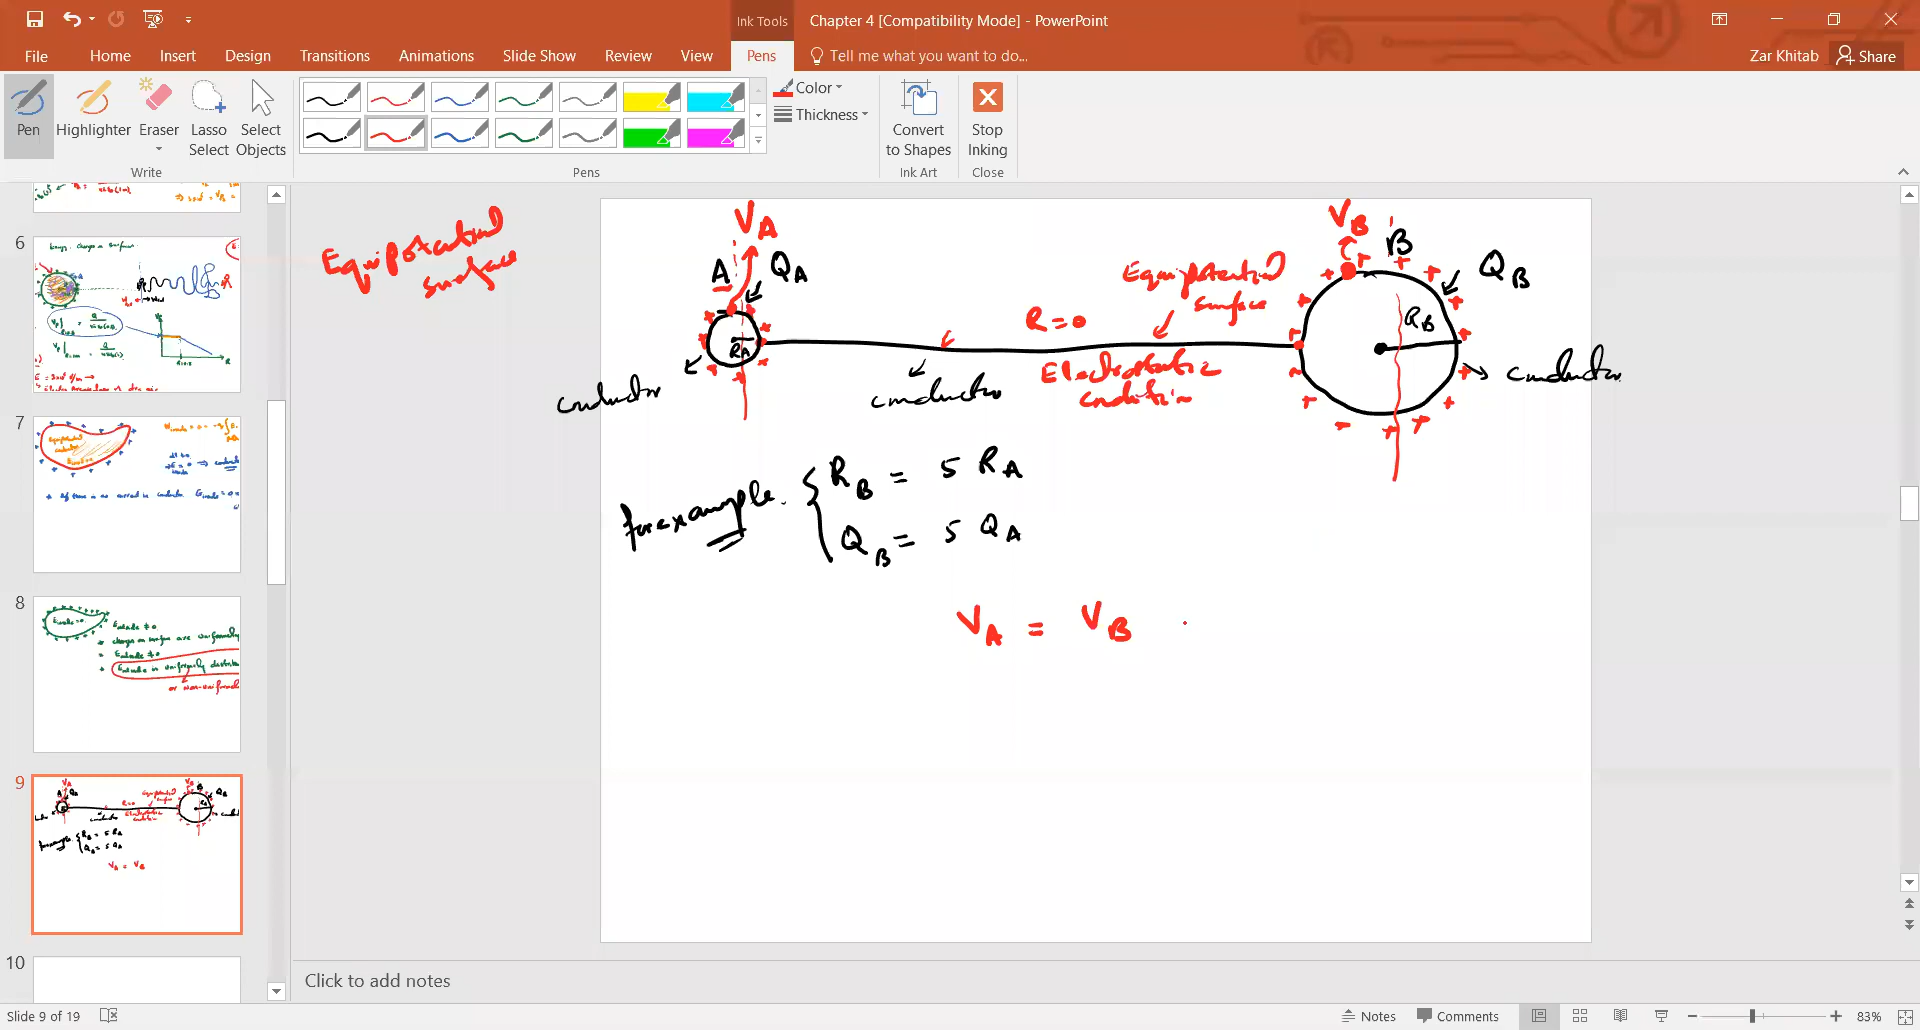 Ink Tools
Chapter 4 [Compatibility Mode] - PowerPoint
File Home Insert Design Transitions Animations Slide Show Review View Pens Tell me what you want to do...
Zar Khitab Share
Pen
Highlighter
Eraser
Lasso Select
Select Objects
Write
Pens
Color
Thickness
Convert to Shapes
Ink Art
Stop Inking
Close
6
7
8
9
10
Equipotential
surface
VA
A QA
RA
conductor
R=0
conductor
Equipotential
surface
Electrostatic
condition
VB
B QB
RB
conductor
for example.
RB = 5 RA
QB = 5 QA
VA = VB
Click to add notes
Slide 9 of 19
Notes Comments
83%